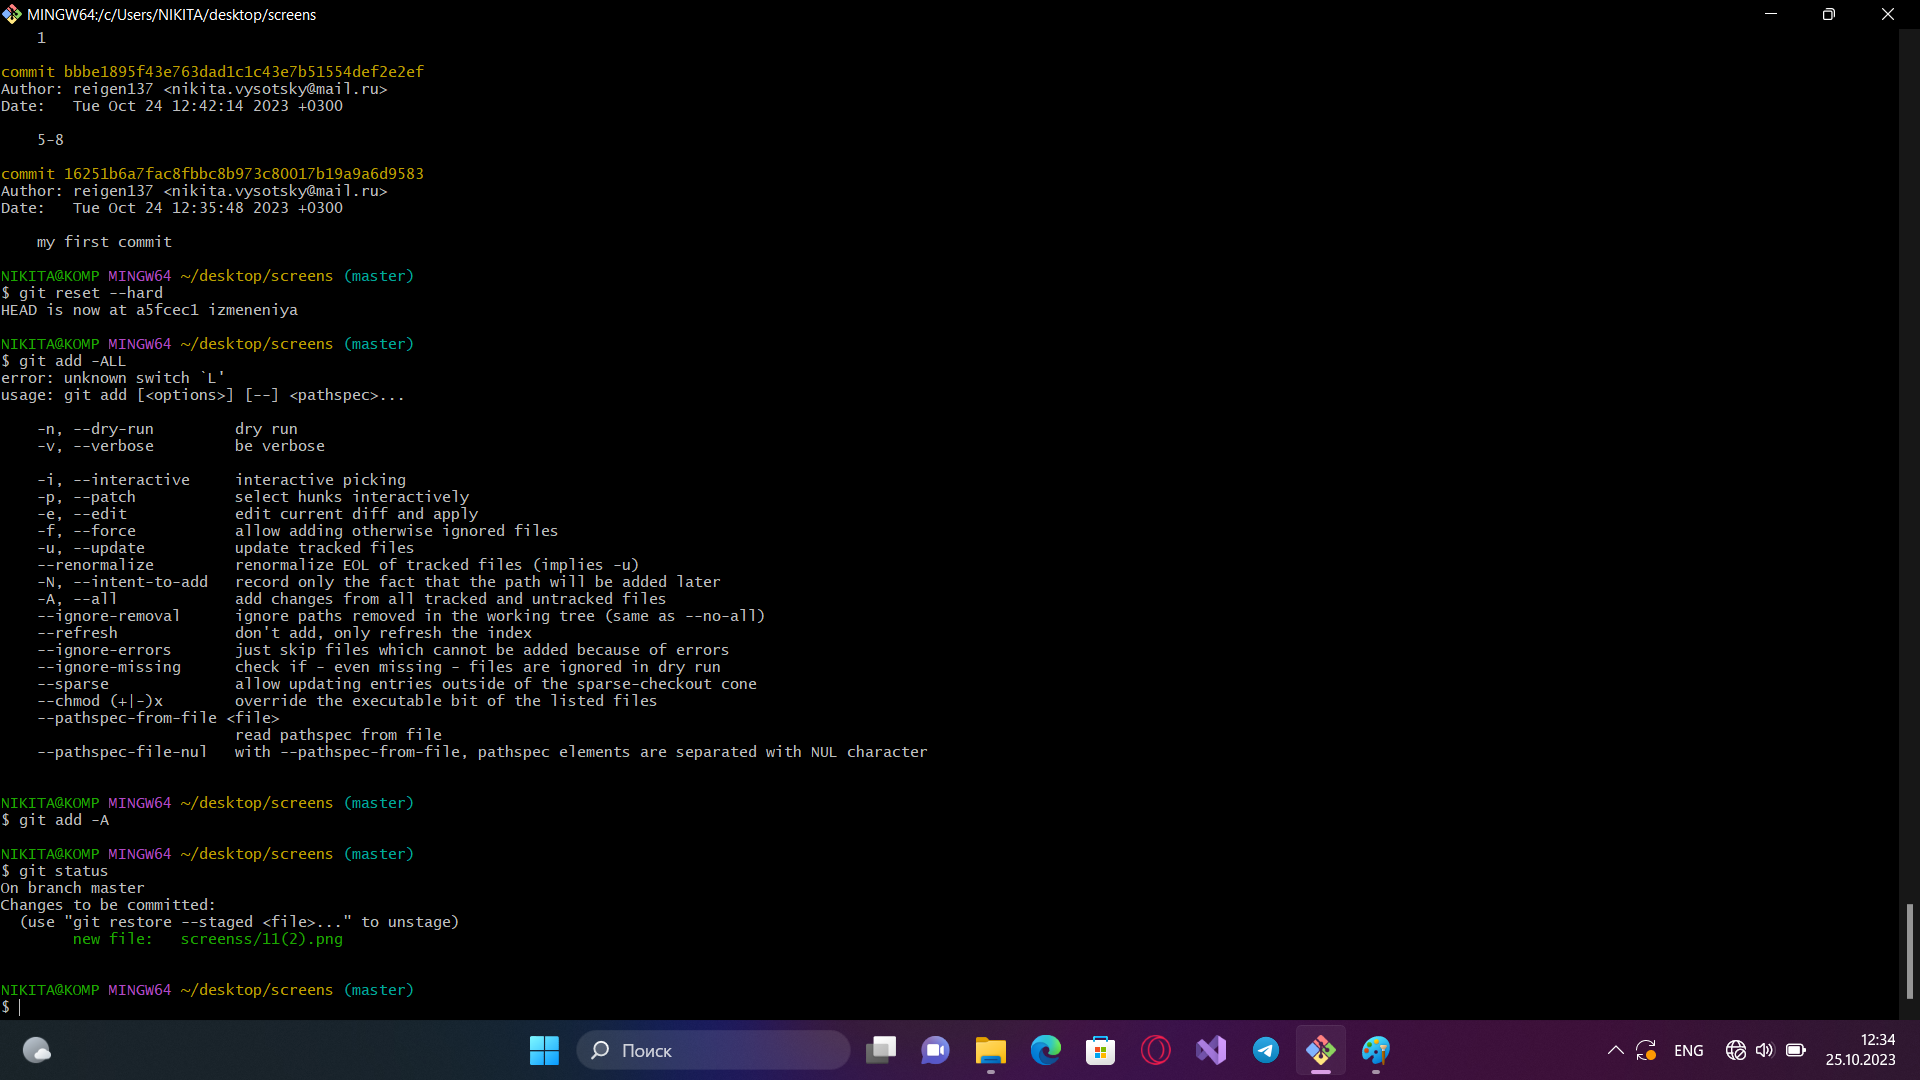 MINGW64:/c/Users/NIKITA/desktop/screens
1
commit bbbe1895f43e763dad1c1c43e7b51554def2e2ef
Author: reigen137 <nikita.vysotsky@mail.ru>
Date:   Tue Oct 24 12:42:14 2023 +0300
5-8
commit 16251b6a7fac8fbbc8b973c80017b19a9a6d9583
Author: reigen137 <nikita.vysotsky@mail.ru>
Date:   Tue Oct 24 12:35:48 2023 +0300
my first commit
NIKITA@KOMP MINGW64 ~/desktop/screens (master)
$ git reset --hard
HEAD is now at a5fcec1 izmeneniya
NIKITA@KOMP MINGW64 ~/desktop/screens (master)
$ git add -ALL
error: unknown switch `L'
usage: git add [<options>] [--] <pathspec>...
-n, --dry-run         dry run
-v, --verbose         be verbose
-i, --interactive     interactive picking
-p, --patch           select hunks interactively
-e, --edit            edit current diff and apply
-f, --force           allow adding otherwise ignored files
-u, --update          update tracked files
--renormalize         renormalize EOL of tracked files (implies -u)
-N, --intent-to-add   record only the fact that the path will be added later
-A, --all             add changes from all tracked and untracked files
--ignore-removal      ignore paths removed in the working tree (same as --no-all)
--refresh             don't add, only refresh the index
--ignore-errors       just skip files which cannot be added because of errors
--ignore-missing      check if - even missing - files are ignored in dry run
--sparse              allow updating entries outside of the sparse-checkout cone
--chmod (+|-)x        override the executable bit of the listed files
--pathspec-from-file <file>
read pathspec from file
--pathspec-file-nul   with --pathspec-from-file, pathspec elements are separated with NUL character
NIKITA@KOMP MINGW64 ~/desktop/screens (master)
$ git add -A
NIKITA@KOMP MINGW64 ~/desktop/screens (master)
$ git status
On branch master
Changes to be committed:
(use "git restore --staged <file>..." to unstage)
new file:   screenss/11(2).png
NIKITA@KOMP MINGW64 ~/desktop/screens (master)
$
Поиск
ENG
12:34
25.10.2023